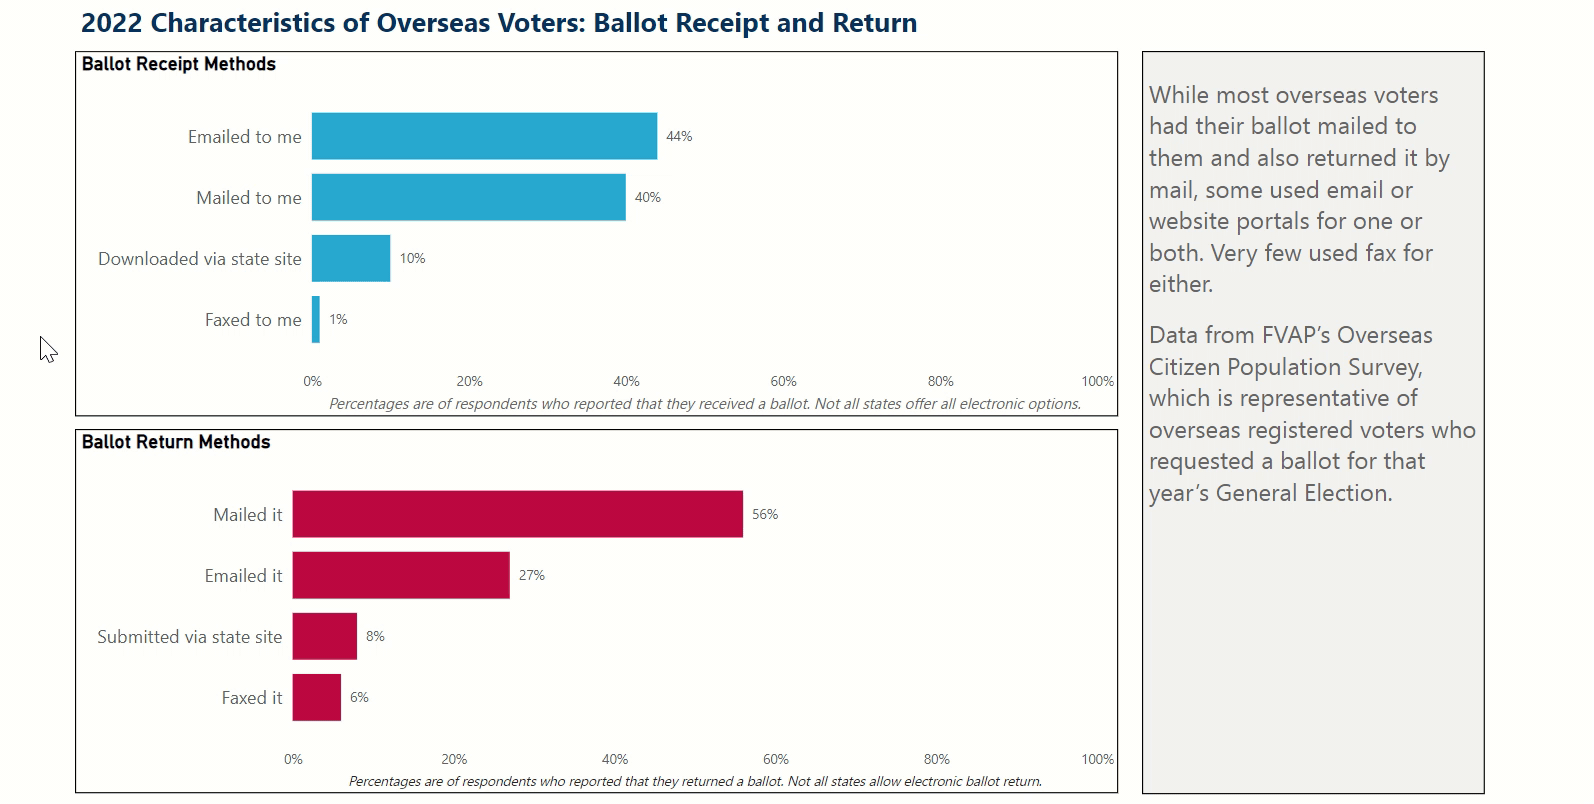 2022 Characteristics of Overseas Voters: Ballot Receipt and Return
Ballot Receipt Methods
Emailed to me 44%
Mailed to me 40%
Downloaded via state site 10%
Faxed to me 1%
0% 20% 40% 60% 80% 100%
Percentages are of respondents who reported that they received a ballot. Not all states offer all electronic options.
Ballot Return Methods
Mailed it 56%
Emailed it 27%
Submitted via state site 8%
Faxed it 6%
0% 20% 40% 60% 80% 100%
Percentages are of respondents who reported that they returned a ballot. Not all states allow electronic ballot return.
While most overseas voters
had their ballot mailed to
them and also returned it by
mail, some used email or
website portals for one or
both. Very few used fax for
either.
Data from FVAP’s Overseas
Citizen Population Survey,
which is representative of
overseas registered voters who
requested a ballot for that
year’s General Election.